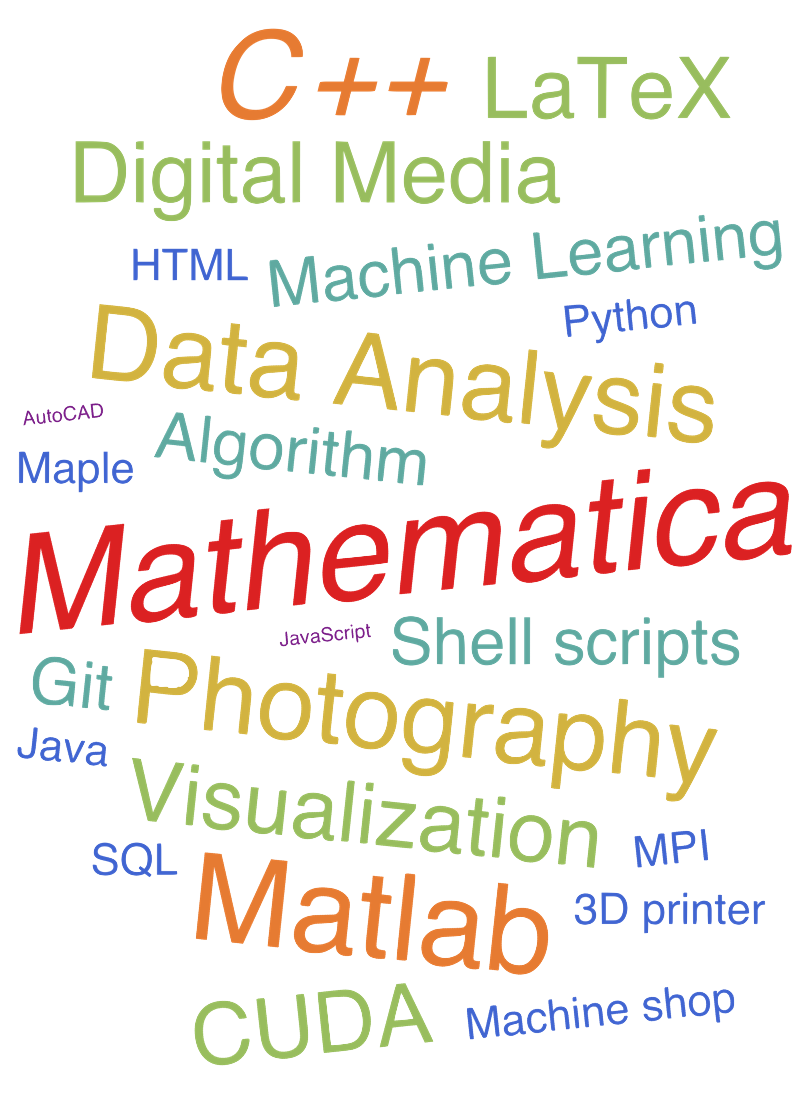 C++ LaTeX
Digital Media
HTML Machine Learning
Python
Data Analysis
AutoCAD
Algorithm
Maple
Mathematica
JavaScript Shell scripts
Git Photography
Java
Visualization
MPI
SQL
Matlab
3D printer
CUDA Machine shop